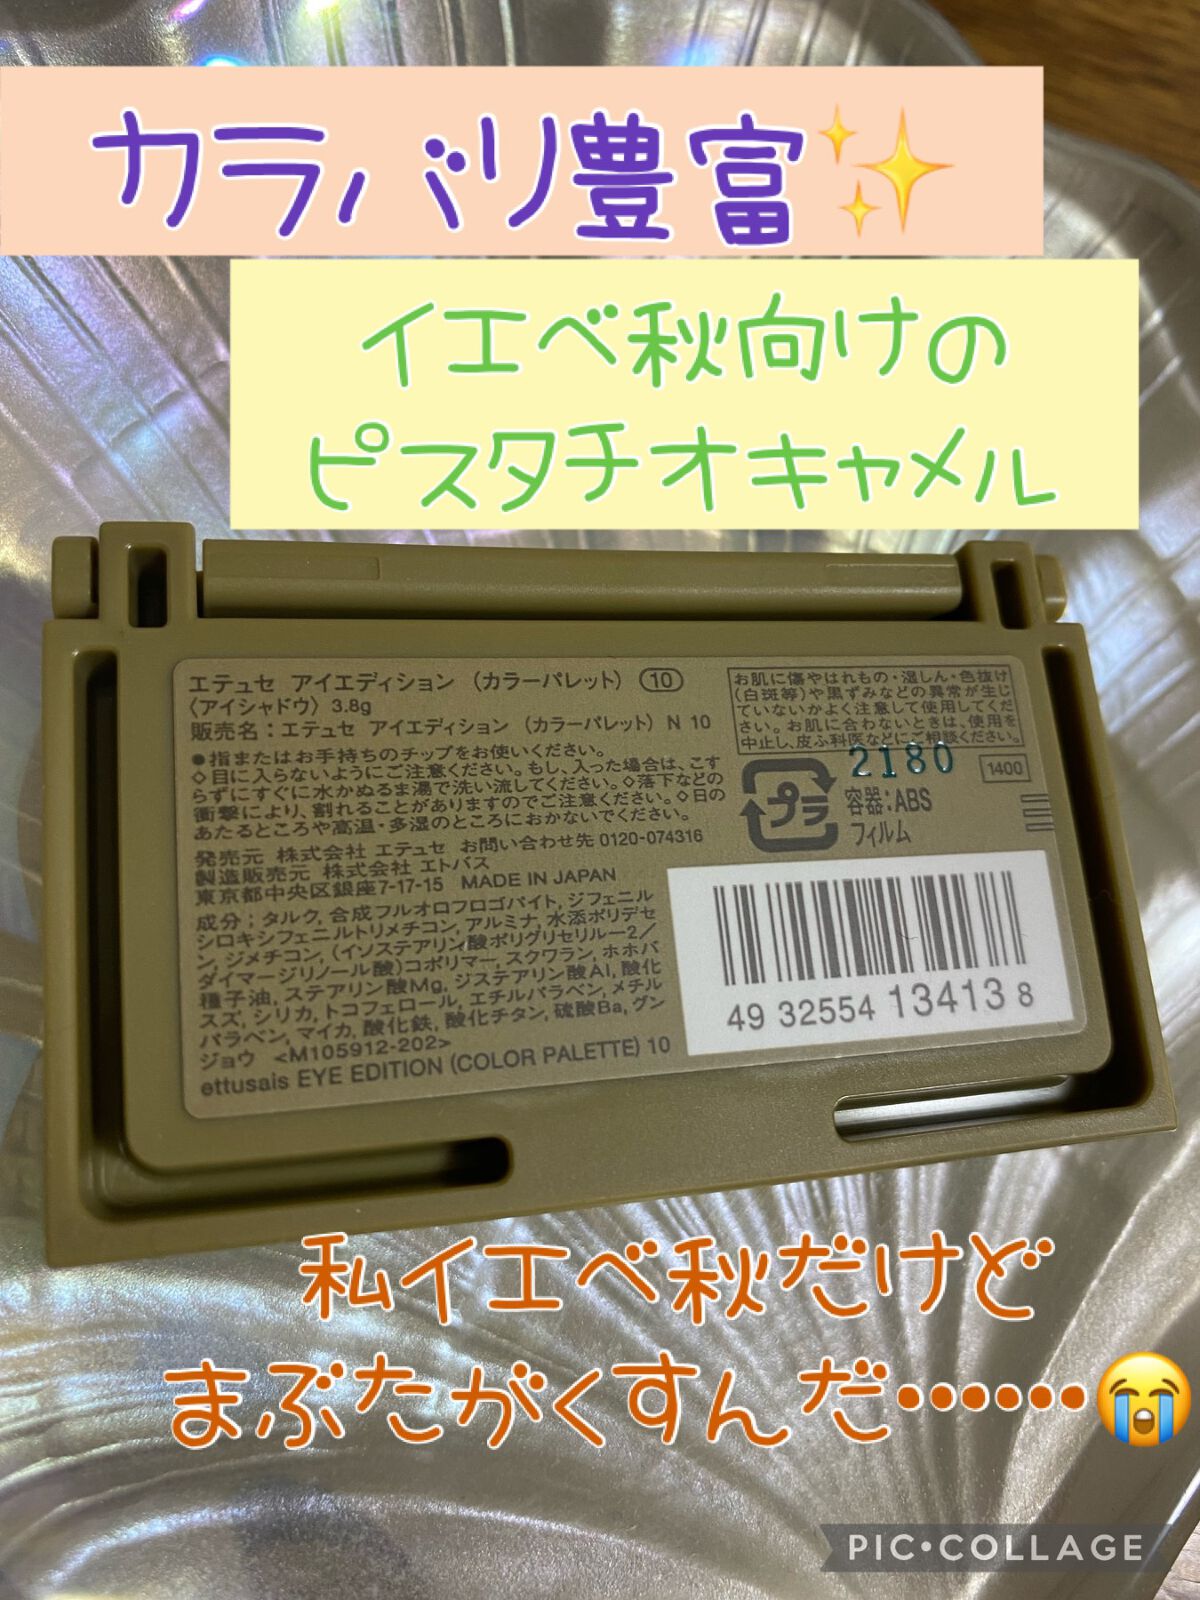 カラバリ豊富✨
イエベ秋向けの
ピスタチオキャメル
エテュセ アイエディション (カラーパレット) 10
〈アイシャドウ〉 3.8g
販売名:エテュセ アイエディション (カラーパレット) N 10
●指またはお手持ちのチップをお使いください。
◇目に入らないようにご注意ください。もし、入った場合は、こす
らずにすぐに水かぬるま湯で洗い流してください。◇落下などの
衝撃により、割れることがありますのでご注意ください。◇日の
あたるところや高温・多湿のところにおかないでください。
発売元 株式会社 エテュセ お問い合わせ先 0120-074316
製造販売元 株式会社 エトバス
東京都中央区銀座7-17-15 MADE IN JAPAN
成分:タルク, 合成フルオロフロゴパイト, ジフェニル
シロキシフェニルトリメチコン, アルミナ, 水添ポリデセ
ン, ジメチコン, (イソステアリン酸ポリグリセリル-2/
ダイマージリノール酸)コポリマー, スクワラン, ホホバ
種子油, ステアリン酸Mg, ジステアリン酸Al, 酸化
スズ, シリカ, トコフェロール, エチルパラベン, メチル
パラベン, マイカ, 酸化鉄, 酸化チタン, 硫酸Ba, グン
ジョウ <M105912-202>
ettusais EYE EDITION (COLOR PALETTE) 10
お肌に傷やはれもの・湿しん・色抜け
(白斑等)や黒ずみなどの異常が生じ
ていないかよく注意して使用してくだ
さい。お肌に合わないときは、使用を
中止し、皮ふ科医などにご相談ください。
2180
プラ
容器:ABS
フィルム
1400
49 32554 13413 8
私イエベ秋だけど
まぶたがくすんだ……😭
PIC•COLLAGE